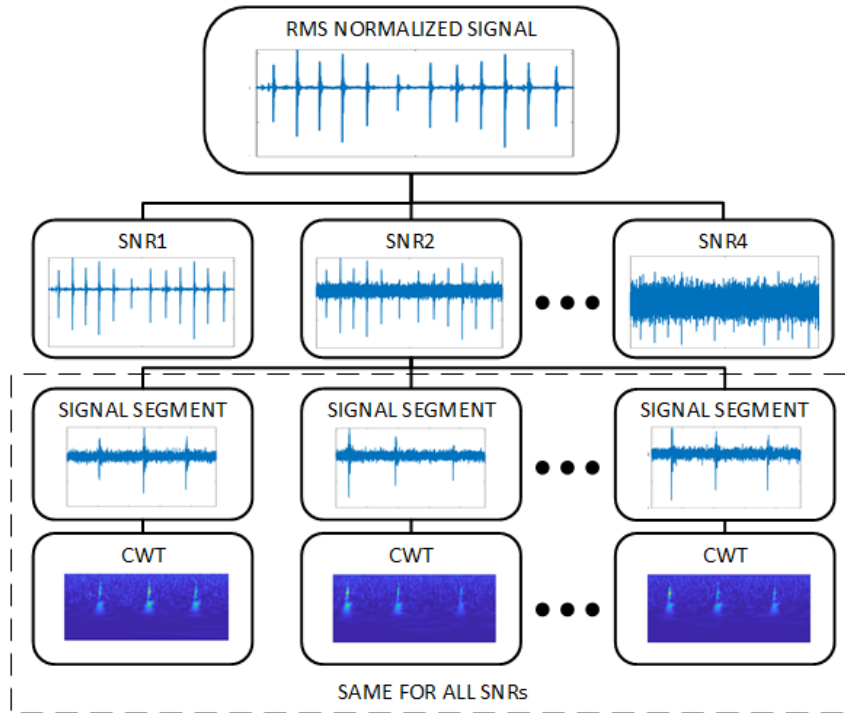 RMS NORMALIZED SIGNAL
SNR1
SNR2
SNR4
SIGNAL SEGMENT
SIGNAL SEGMENT
SIGNAL SEGMENT
CWT
CWT
CWT
SAME FOR ALL SNRs